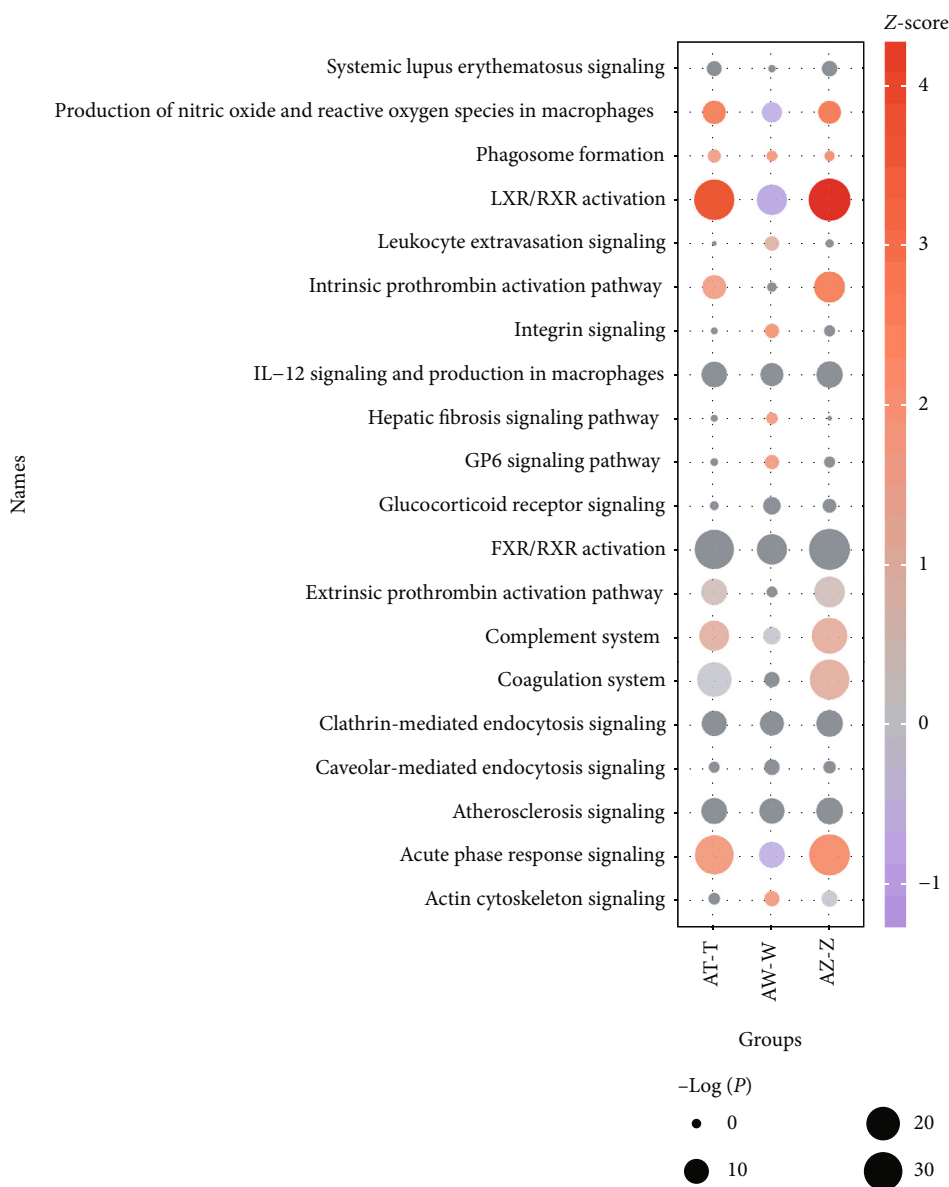 Z-score
Systemic lupus erythematosus signaling
Production of nitric oxide and reactive oxygen species in macrophages
Phagosome formation
LXR/RXR activation
Leukocyte extravasation signaling
Intrinsic prothrombin activation pathway
Integrin signaling
IL−12 signaling and production in macrophages
Hepatic fibrosis signaling pathway
GP6 signaling pathway
Glucocorticoid receptor signaling
FXR/RXR activation
Extrinsic prothrombin activation pathway
Complement system
Coagulation system
Clathrin-mediated endocytosis signaling
Caveolar-mediated endocytosis signaling
Atherosclerosis signaling
Acute phase response signaling
Actin cytoskeleton signaling
Names
4
3
2
1
0
−1
AT-T
AW-W
AZ-Z
Groups
−Log (P)
0
20
10
30